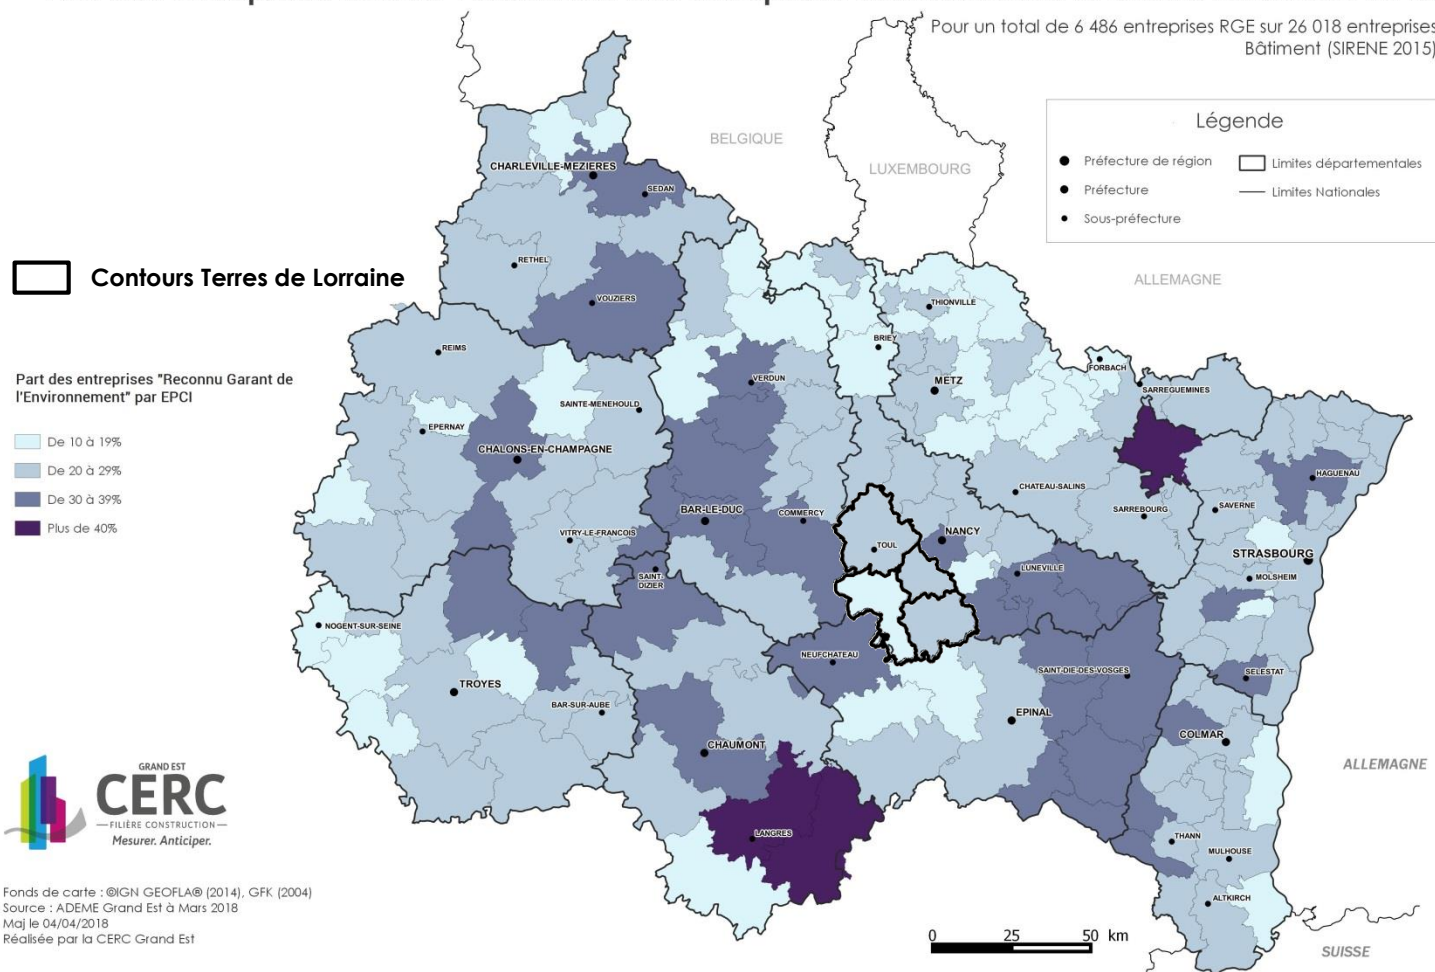 Pour un total de 6 486 entreprises RGE sur 26 018 entreprises
Bâtiment (SIRENE 2015)
Légende
Préfecture de région
Limites départementales
Préfecture
Limites Nationales
Sous-préfecture
BELGIQUE
LUXEMBOURG
ALLEMAGNE
Contours Terres de Lorraine
Part des entreprises "Reconnu Garant de
l'Environnement" par EPCI
De 10 à 19%
De 20 à 29%
De 30 à 39%
Plus de 40%
CHARLEVILLE-MEZIERES
SEDAN
RETHEL
VOUZIERS
THIONVILLE
REIMS
BRIEY
FORBACH
VERDUN
METZ
SARREGUEMINES
SAINTE-MENEHOULD
EPERNAY
CHALONS-EN-CHAMPAGNE
HAGUENAU
CHATEAU-SALINS
BAR-LE-DUC
COMMERCY
SARREBOURG
SAVERNE
VITRY-LE-FRANCOIS
NANCY
TOUL
STRASBOURG
SAINT-
DIZIER
LUNEVILLE
MOLSHEIM
NOGENT-SUR-SEINE
NEUFCHATEAU
SAINT-DIE-DES-VOSGES
SELESTAT
TROYES
BAR-SUR-AUBE
EPINAL
COLMAR
CHAUMONT
ALLEMAGNE
LANGRES
THANN
MULHOUSE
ALTKIRCH
GRAND EST
CERC
FILIÈRE CONSTRUCTION
Mesurer. Anticiper.
Fonds de carte : ©IGN GEOFLA® (2014), GFK (2004)
Source : ADEME Grand Est à Mars 2018
Maj le 04/04/2018
Réalisée par la CERC Grand Est
0 25 50 km
SUISSE